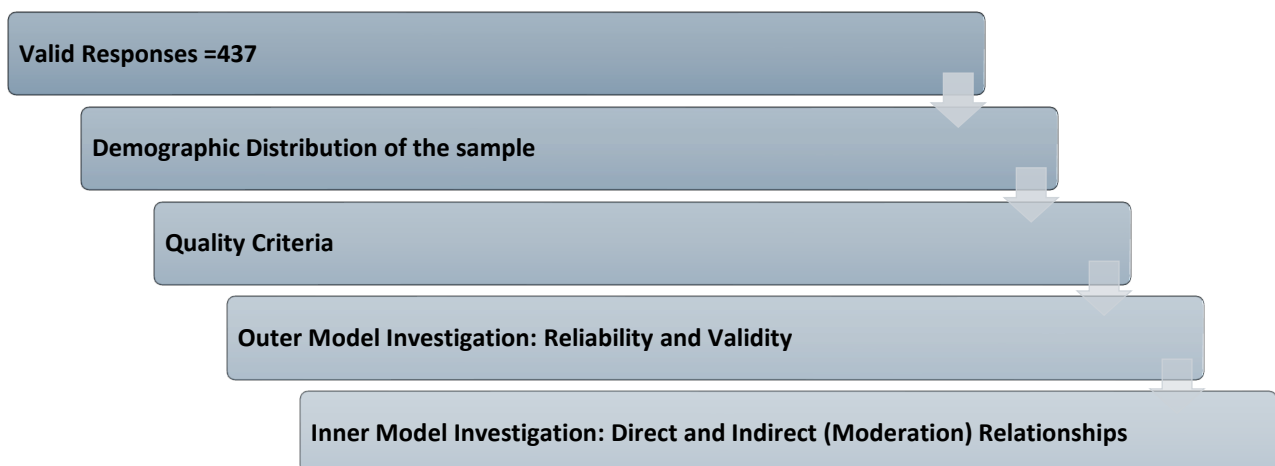 Valid Responses =437
Demographic Distribution of the sample
Quality Criteria
Outer Model Investigation: Reliability and Validity
Inner Model Investigation: Direct and Indirect (Moderation) Relationships